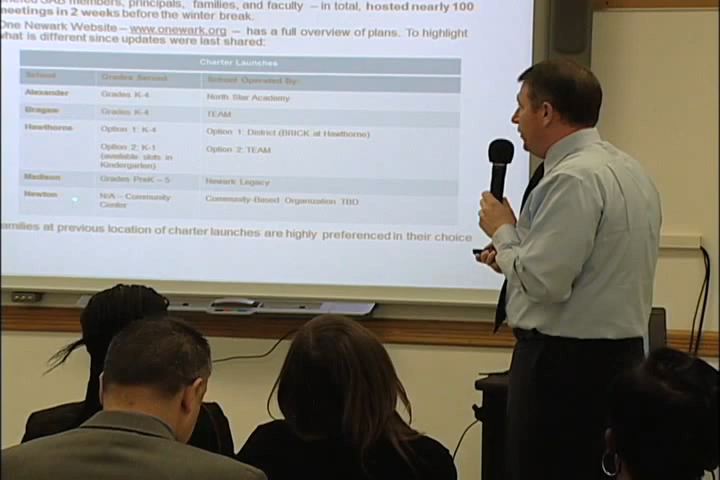 briefed SAB members, principals, families, and faculty – in total, hosted nearly 100
meetings in 2 weeks before the winter break.
One Newark Website – www.onewark.org – has a full overview of plans. To highlight
what is different since updates were last shared:
Charter Launches
School Grades Served School Operated By:
Alexander Grades K-4 North Star Academy
Bragaw Grades K-4 TEAM
Hawthorne Option 1: K-4 Option 1: District (BRICK at Hawthorne)
Option 2: K-1 Option 2: TEAM
(available slots in
Kindergarten)
Madison Grades PreK – 5 Newark Legacy
Newton N/A – Community Community-Based Organization TBD
Center
amilies at previous location of charter launches are highly preferenced in their choice